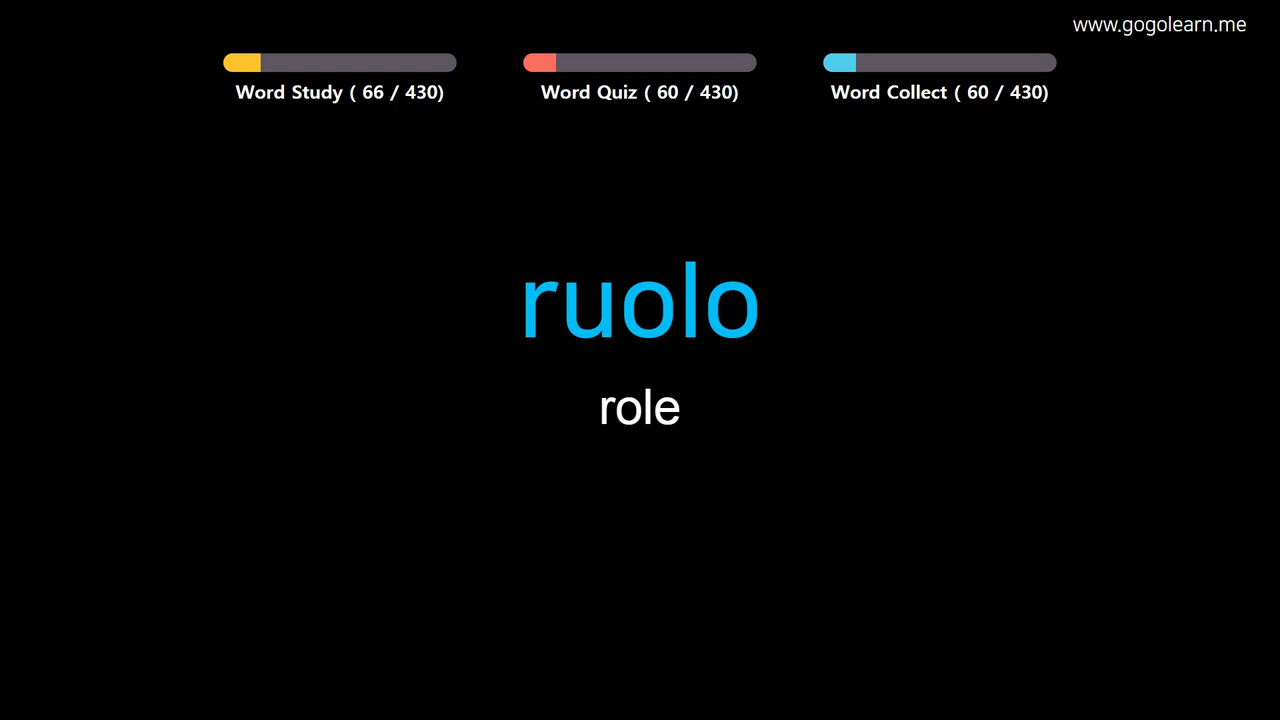 www.gogolearn.me
Word Study ( 66 / 430)
Word Quiz ( 60 / 430)
Word Collect ( 60 / 430)
ruolo
role